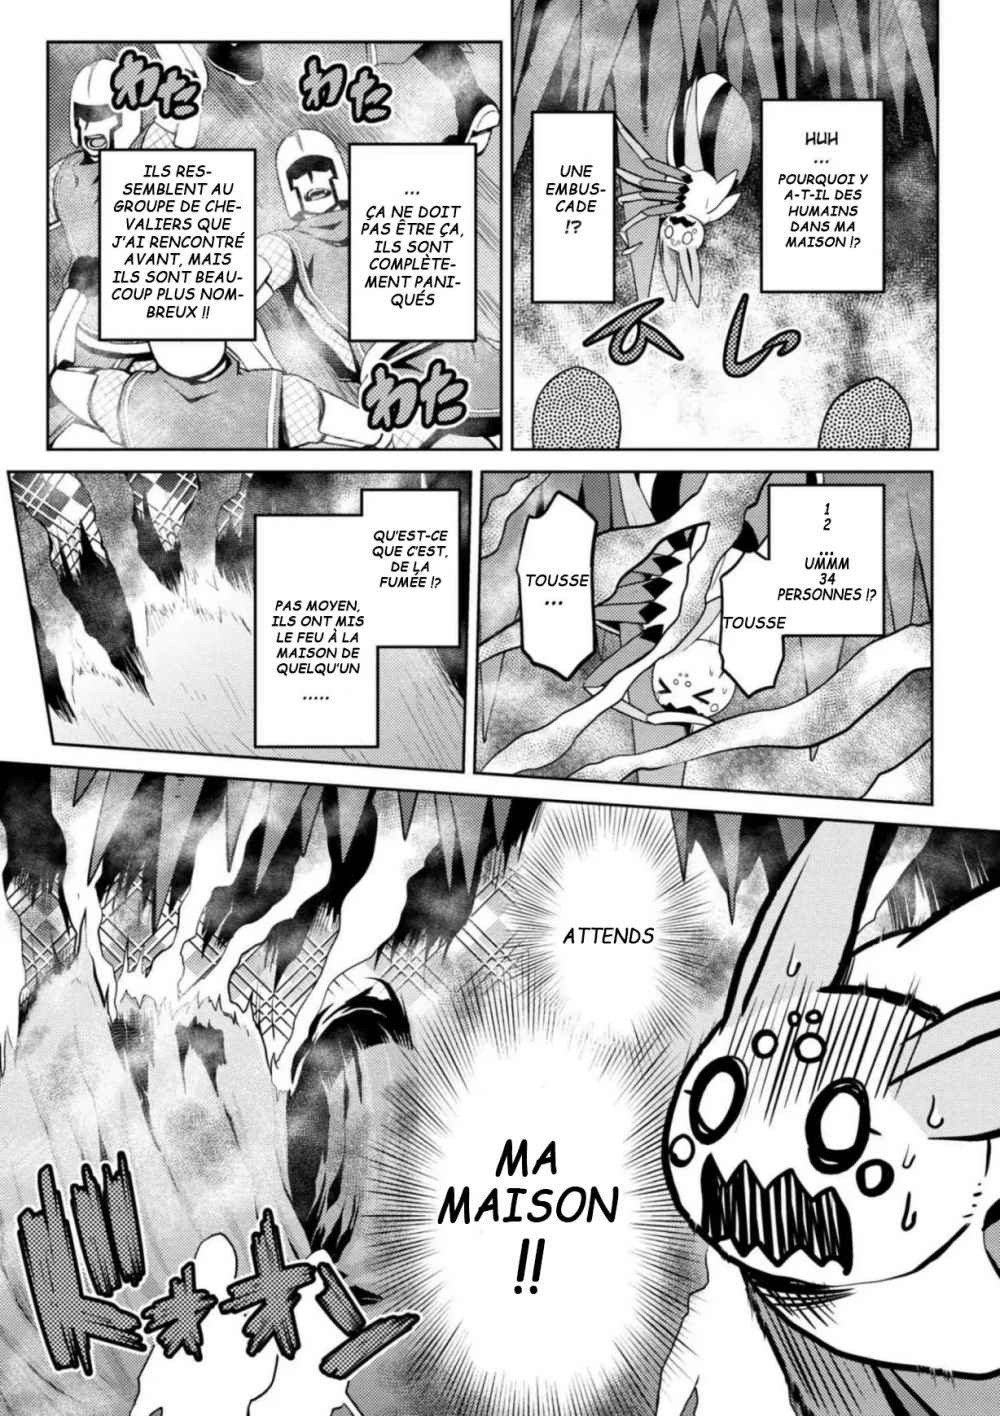 HUH
...
POURQUOI Y
A-T-IL DES
HUMAINS
DANS MA
MAISON !?
UNE
EMBUS-
CADE
!?
わた
わた
...
ÇA NE DOIT
PAS ÊTRE ÇA,
ILS SONT
COMPLÈTE-
MENT PANI-
QUÉS
ILS RES-
SEMBLENT AU
GROUPE DE CHE-
VALIERS QUE
J'AI RENCONTRÉ
AVANT, MAIS
ILS SONT BEAU-
COUP PLUS NOM-
BREUX !!
わた
1
2
...
UMMM
34
PERSONNES !?
TOUSSE
TOUSSE
...
QU'EST-CE
QUE C'EST,
DE LA
FUMÉE !?
PAS MOYEN,
ILS ONT MIS
LE FEU À LA
MAISON DE
QUELQU'UN
.....
ATTENDS
MA
MAISON
!!
ドオオ